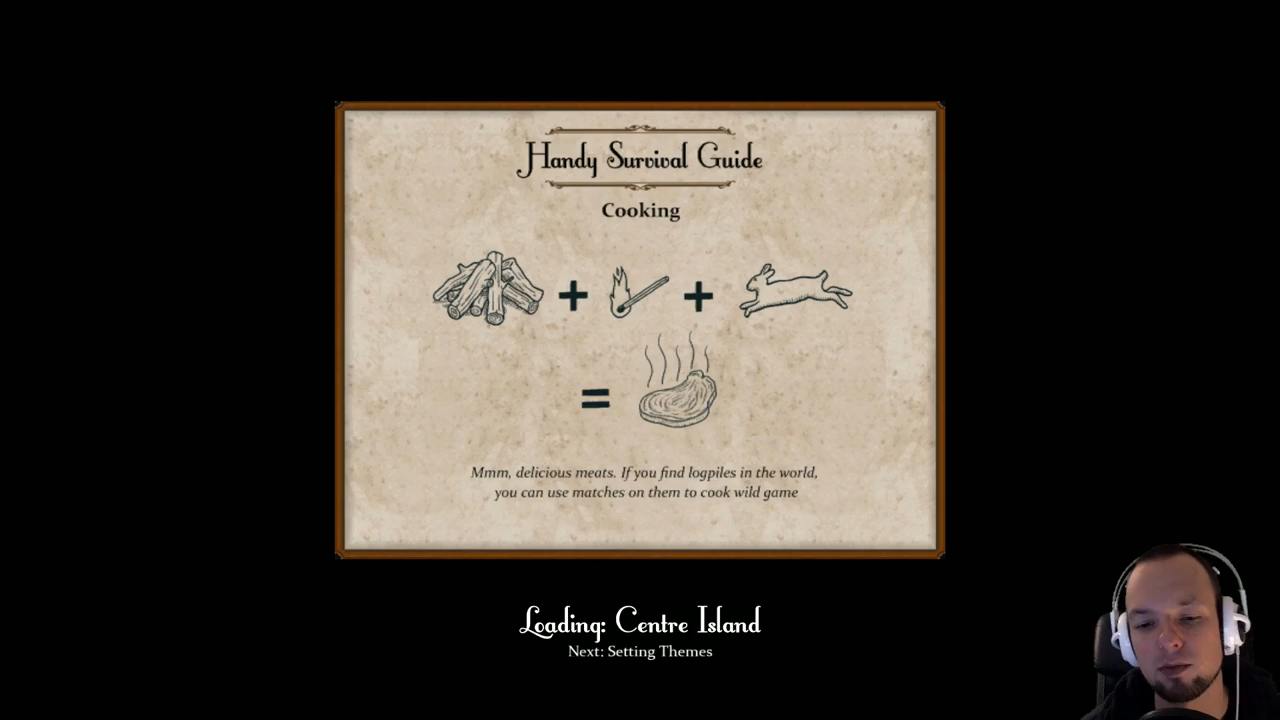 Handy Survival Guide
Cooking
+ +
=
Mmm, delicious meats. If you find logpiles in the world,
you can use matches on them to cook wild game
Loading: Centre Island
Next: Setting Themes